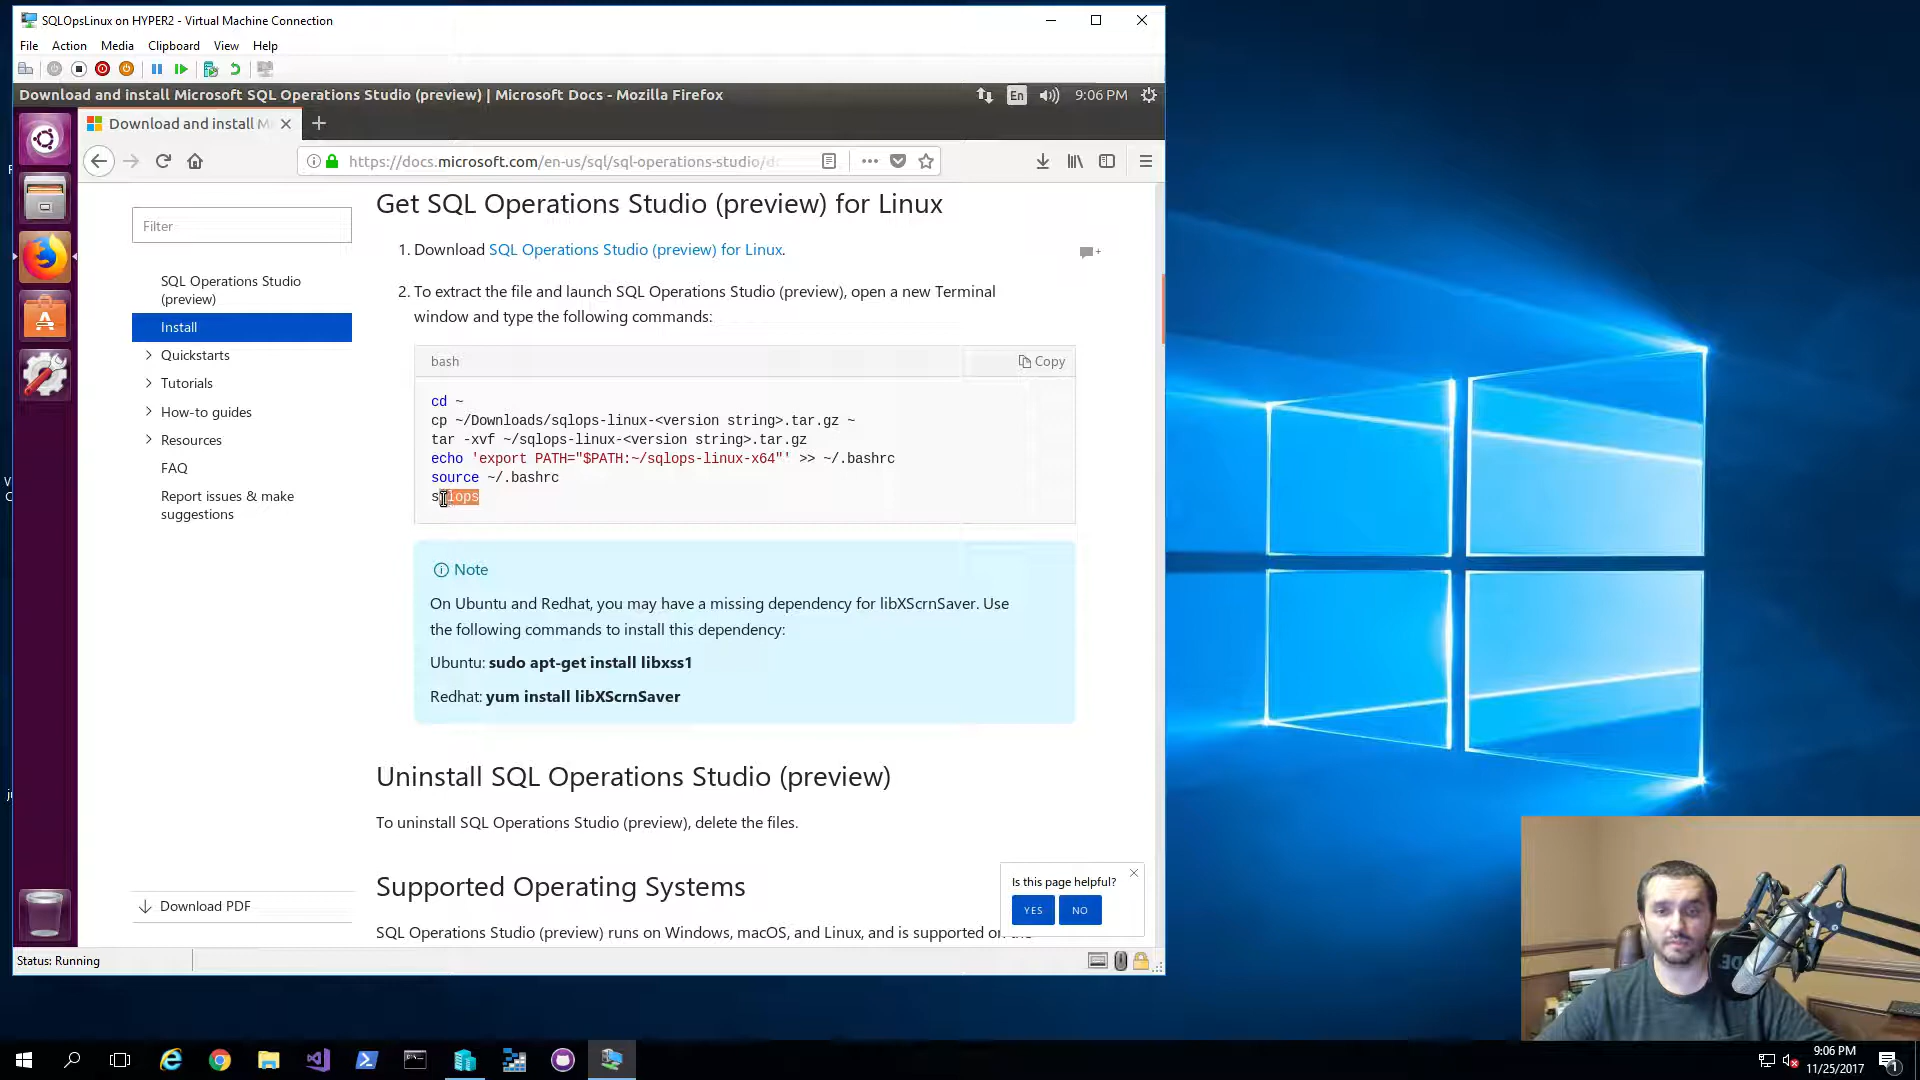 SQLOpsLinux on HYPER2 - Virtual Machine Connection
File Action Media Clipboard View Help
Download and install Microsoft SQL Operations Studio (preview) | Microsoft Docs - Mozilla Firefox
En 9:06 PM
Download and install M
https://docs.microsoft.com/en-us/sql/sql-operations-studio/d
Filter
SQL Operations Studio
(preview)
Install
Quickstarts
Tutorials
How-to guides
Resources
FAQ
Report issues & make
suggestions
Download PDF
Get SQL Operations Studio (preview) for Linux
1. Download SQL Operations Studio (preview) for Linux.
2. To extract the file and launch SQL Operations Studio (preview), open a new Terminal
window and type the following commands:
bash Copy
cd ~
cp ~/Downloads/sqlops-linux-<version string>.tar.gz ~
tar -xvf ~/sqlops-linux-<version string>.tar.gz
echo 'export PATH="$PATH:~/sqlops-linux-x64"' >> ~/.bashrc
source ~/.bashrc
sqlops
Note
On Ubuntu and Redhat, you may have a missing dependency for libXScrnSaver. Use
the following commands to install this dependency:
Ubuntu: sudo apt-get install libxss1
Redhat: yum install libXScrnSaver
Uninstall SQL Operations Studio (preview)
To uninstall SQL Operations Studio (preview), delete the files.
Supported Operating Systems
SQL Operations Studio (preview) runs on Windows, macOS, and Linux, and is supported on the
Is this page helpful?
YES NO
Status: Running
9:06 PM
11/25/2017
1